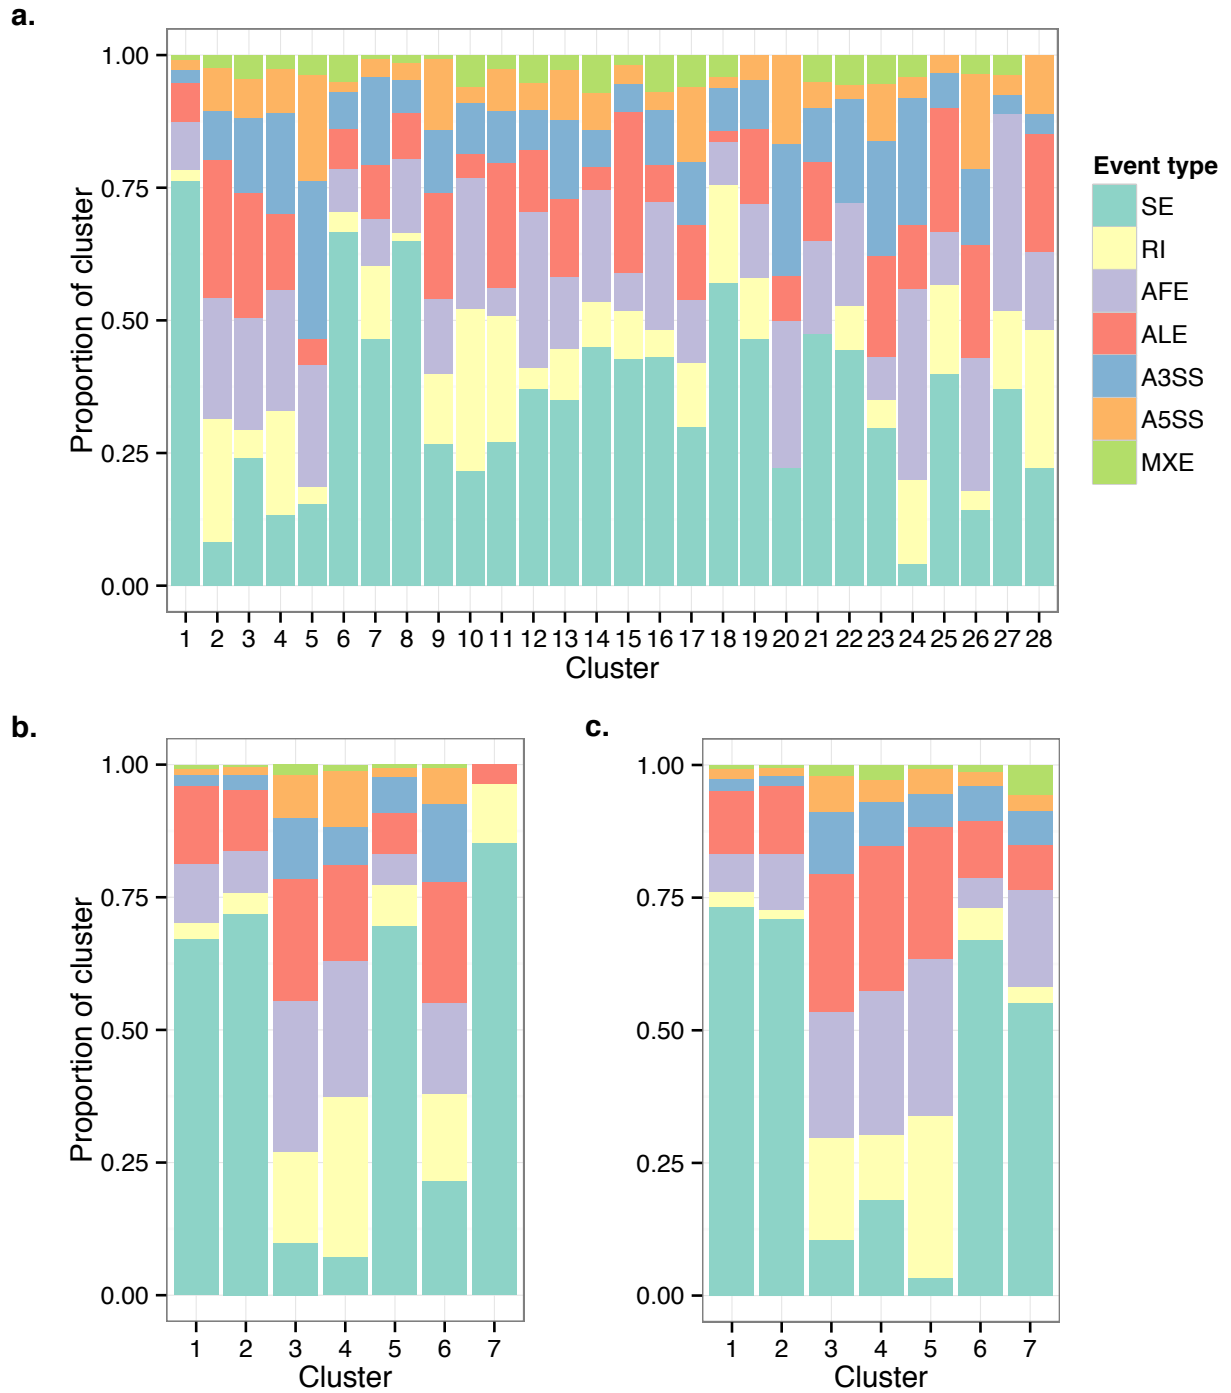 a.
Proportion of cluster
1.00
0.75
0.50
0.25
0.00
1 2 3 4 5 6 7 8 9 10 11 12 13 14 15 16 17 18 19 20 21 22 23 24 25 26 27 28
Cluster
Event type
SE
RI
AFE
ALE
A3SS
A5SS
MXE
b.
Proportion of cluster
1.00
0.75
0.50
0.25
0.00
1 2 3 4 5 6 7
Cluster
c.
1.00
0.75
0.50
0.25
0.00
1 2 3 4 5 6 7
Cluster